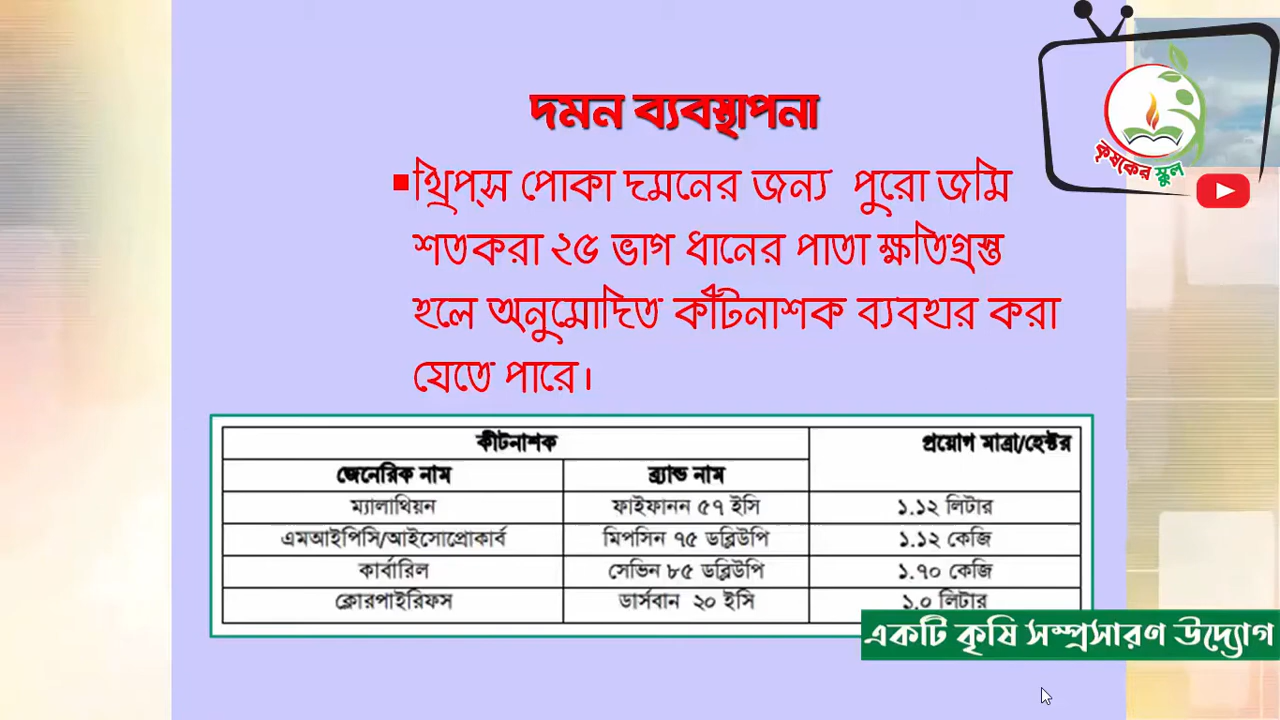 দমন ব্যবস্থাপনা
▪থ্রিপ্স পোকা দমনের জন্য পুরো জমি
শতকরা ২৫ ভাগ ধানের পাতা ক্ষতিগ্রস্ত
হলে অনুমোদিত কীঁটনাশক ব্যবহার করা
যেতে পারে।
কীটনাশক প্রয়োগ মাত্রা/হেক্টর
জেনেরিক নাম ব্র্যান্ড নাম
ম্যালাথিয়ন ফাইফানন ৫৭ ইসি ১.১২ লিটার
এমআইপিসি/আইসোপ্রোকার্ব মিপসিন ৭৫ ডব্লিউপি ১.১২ কেজি
কার্বারিল সেভিন ৮৫ ডব্লিউপি ১.৭০ কেজি
ক্লোরপাইরিফস ডার্সবান ২০ ইসি ১.০ লিটার
একটি কৃষি সম্প্রসারণ উদ্যোগ
কৃষকের স্কুল